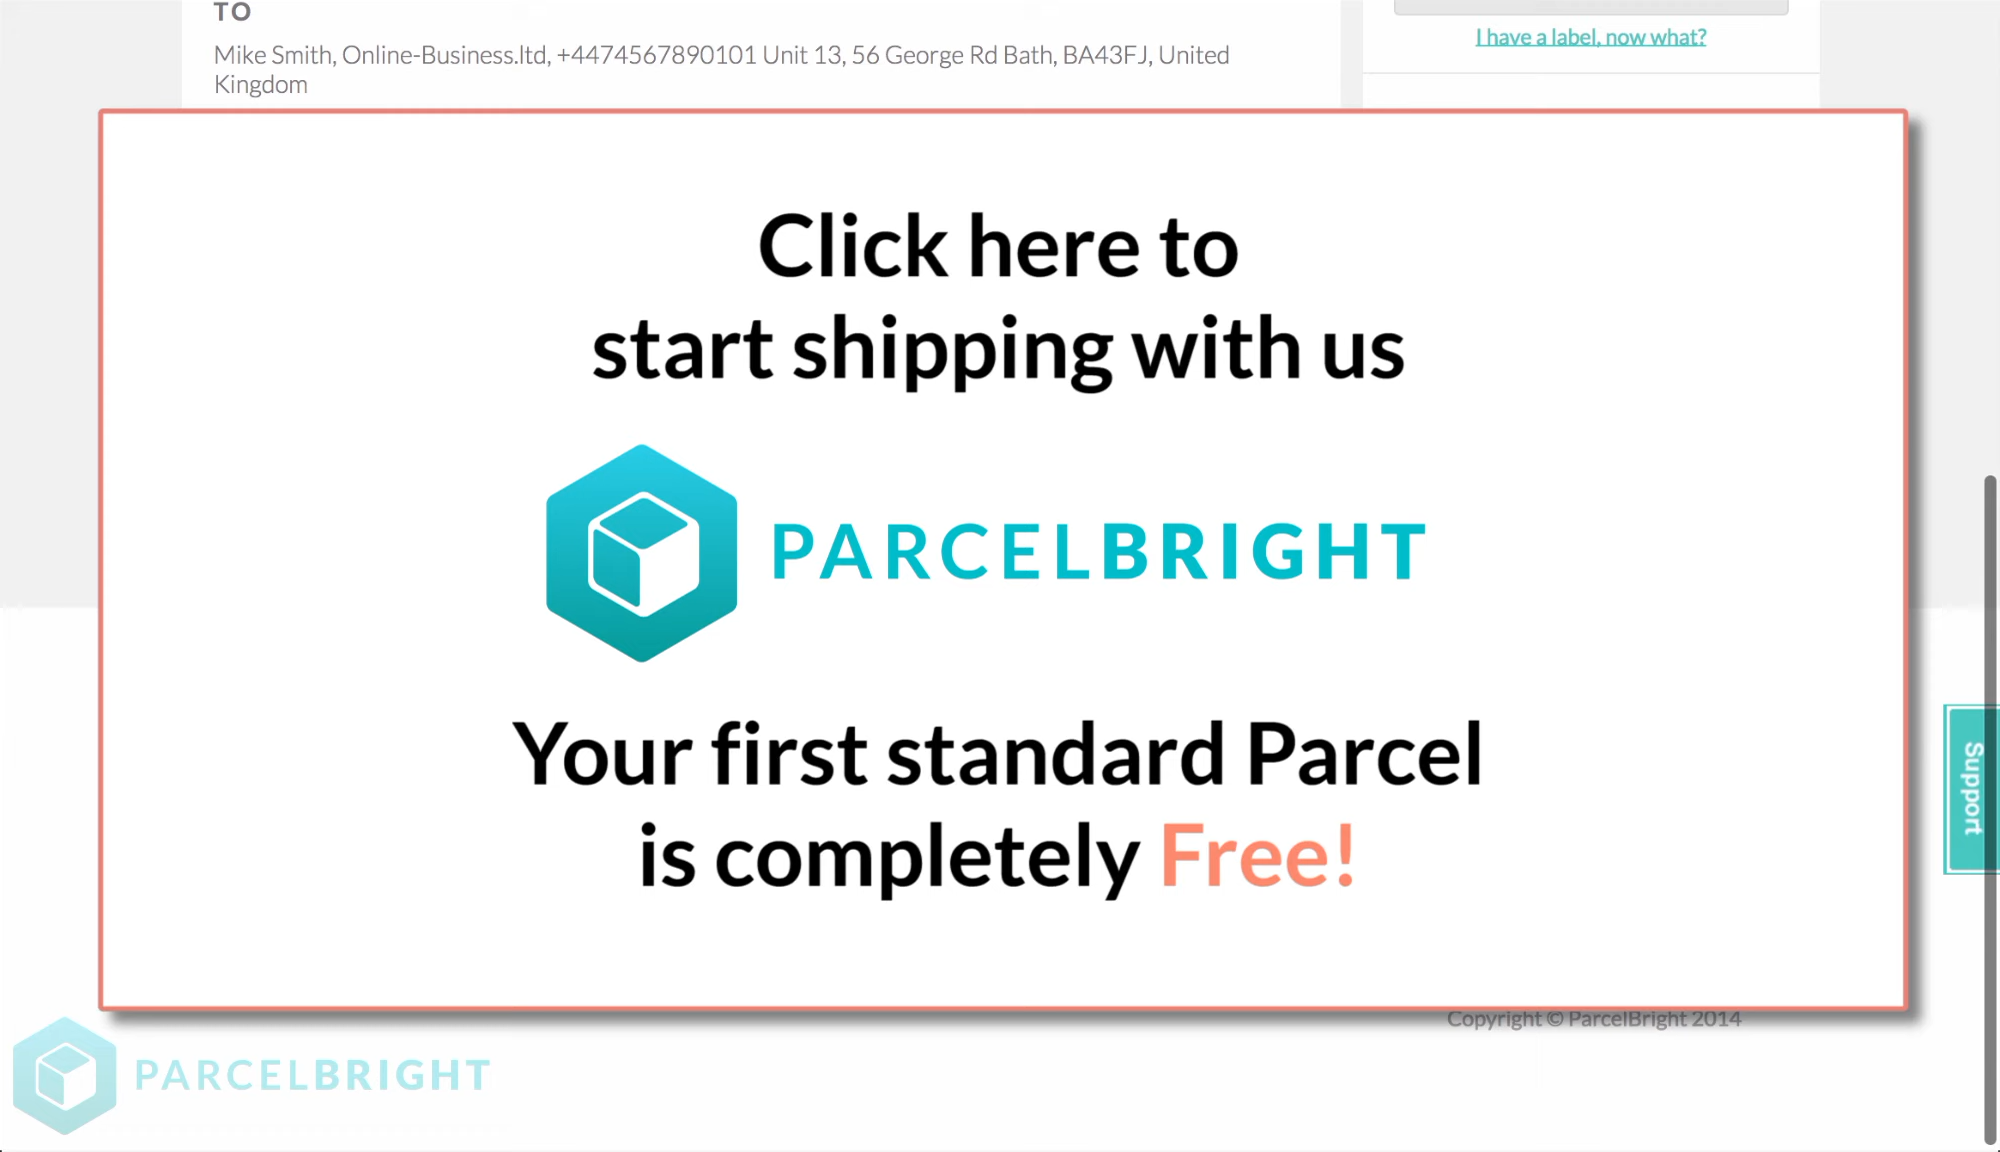 TO
Mike Smith, Online-Business.ltd, +4474567890101 Unit 13, 56 George Rd Bath, BA43FJ, United
Kingdom
I have a label, now what?
Click here to
start shipping with us
PARCELBRIGHT
Your first standard Parcel
is completely Free!
Support
Copyright © ParcelBright 2014
PARCELBRIGHT